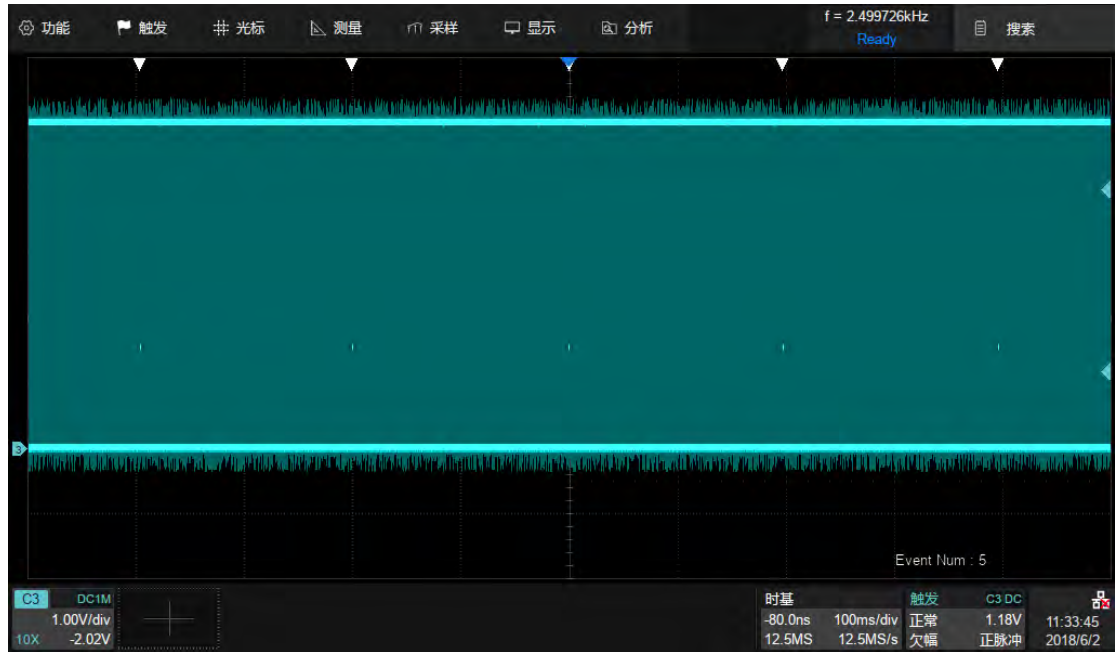 功能 触发 光标 测量 采样 显示 分析 f = 2.499726kHz 搜索
Ready
3
Event Num : 5
C3 DC1M 时基 触发 C3 DC
1.00V/div -80.0ns 100ms/div 正常 1.18V 11:33:45
10X -2.02V 12.5MS 12.5MS/s 欠幅 正脉冲 2018/6/2